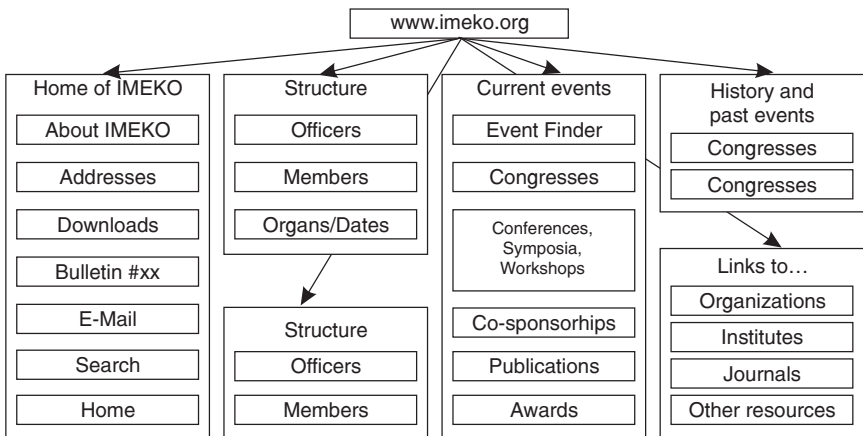 www.imeko.org
Home of IMEKO
About IMEKO
Addresses
Downloads
Bulletin #xx
E-Mail
Search
Home
Structure
Officers
Members
Organs/Dates
Structure
Officers
Members
Current events
Event Finder
Congresses
Conferences,
Symposia,
Workshops
Co-sponsorhips
Publications
Awards
History and
past events
Congresses
Congresses
Links to...
Organizations
Institutes
Journals
Other resources